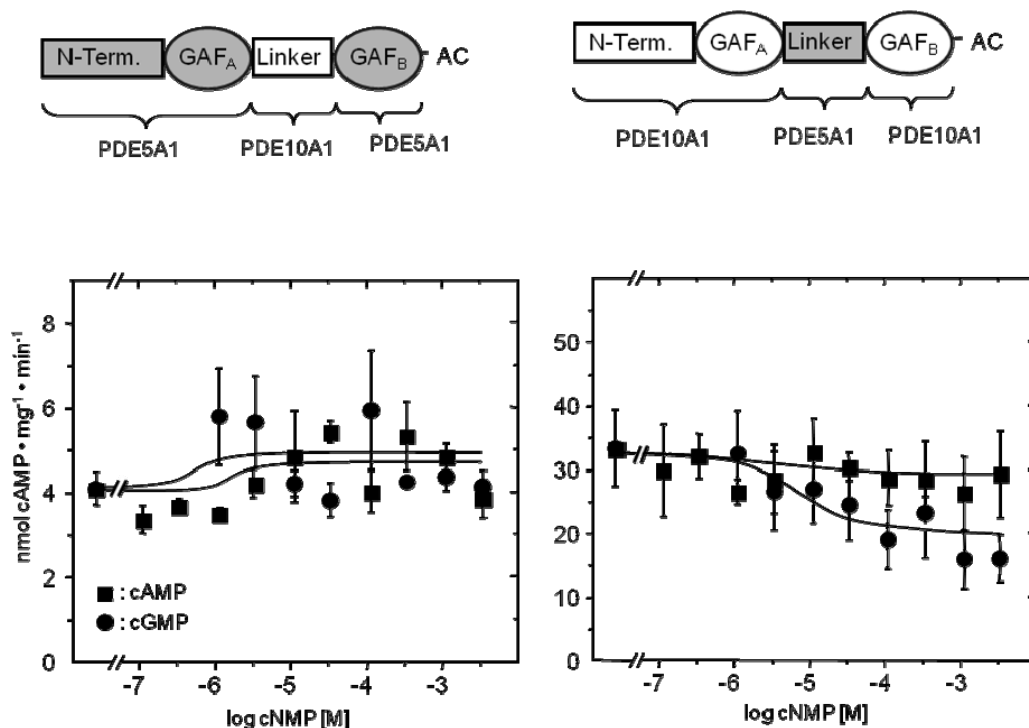 N-Term. GAFA Linker GAFB AC
PDE5A1 PDE10A1 PDE5A1
N-Term. GAFA Linker GAFB AC
PDE10A1 PDE5A1 PDE10A1
nmol cAMP • mg-1 • min-1
8
6
4
2
0
■ : cAMP
● : cGMP
-7 -6 -5 -4 -3
log cNMP [M]
50
40
30
20
10
0
-7 -6 -5 -4 -3
log cNMP [M]